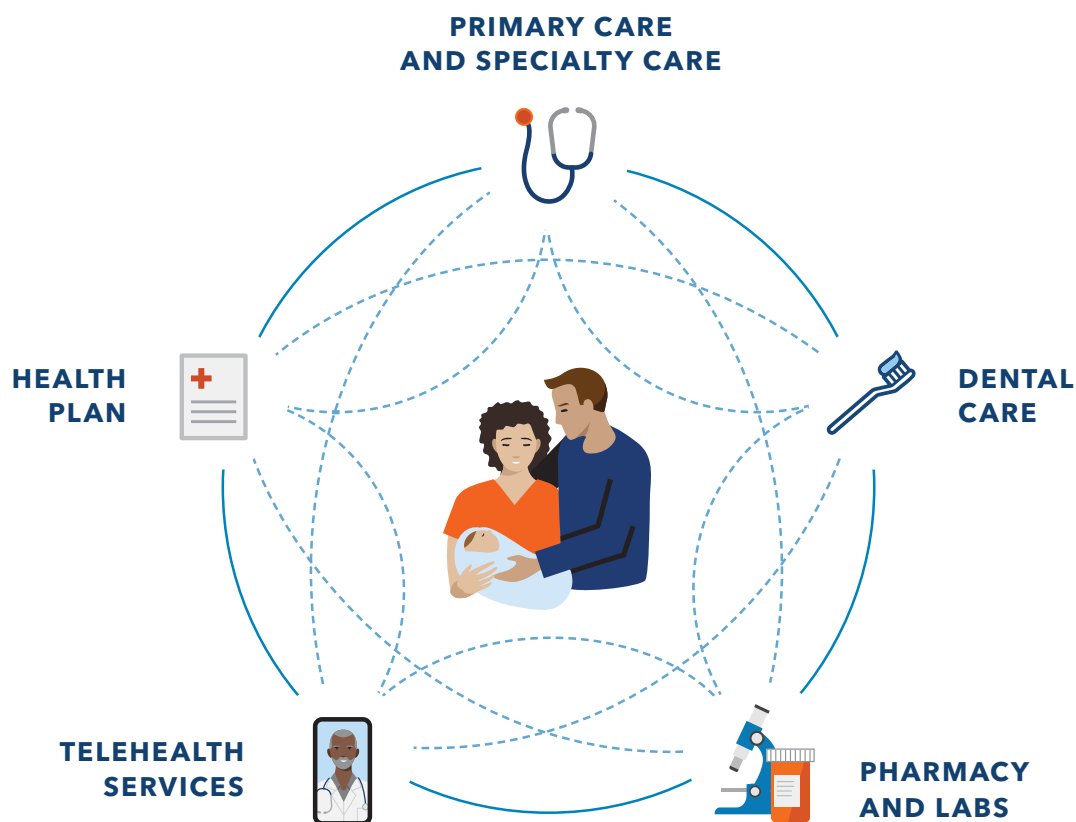 PRIMARY CARE
AND SPECIALTY CARE
HEALTH
PLAN
DENTAL
CARE
TELEHEALTH
SERVICES
PHARMACY
AND LABS